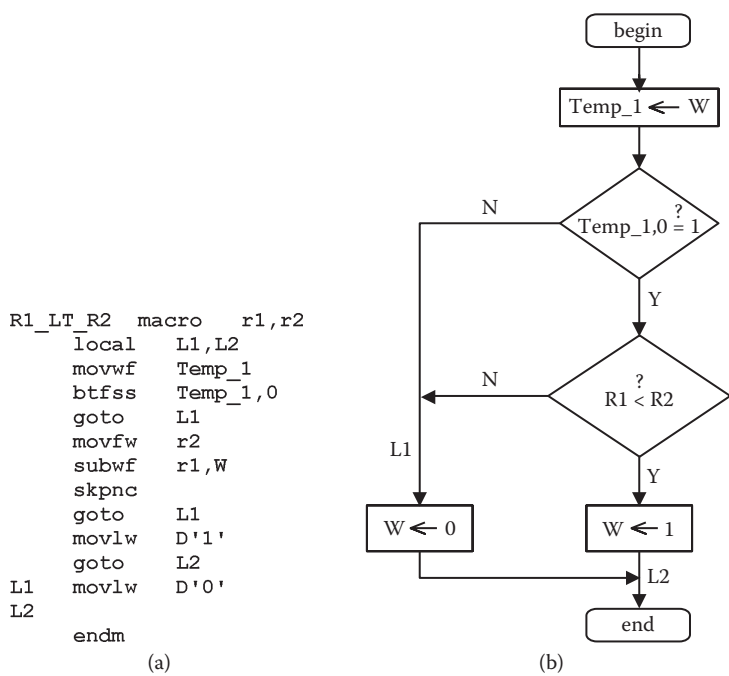 R1_LT_R2 macro r1,r2
local L1,L2
movwf Temp_1
btfss Temp_1,0
goto L1
movfw r2
subwf r1,W
skpnc
goto L1
movlw D'1'
goto L2
L1 movlw D'0'
L2
endm
(a)
begin
Temp_1 ← W
N
?
Temp_1,0 = 1
Y
N
?
R1 < R2
L1
Y
W ← 0
W ← 1
L2
end
(b)